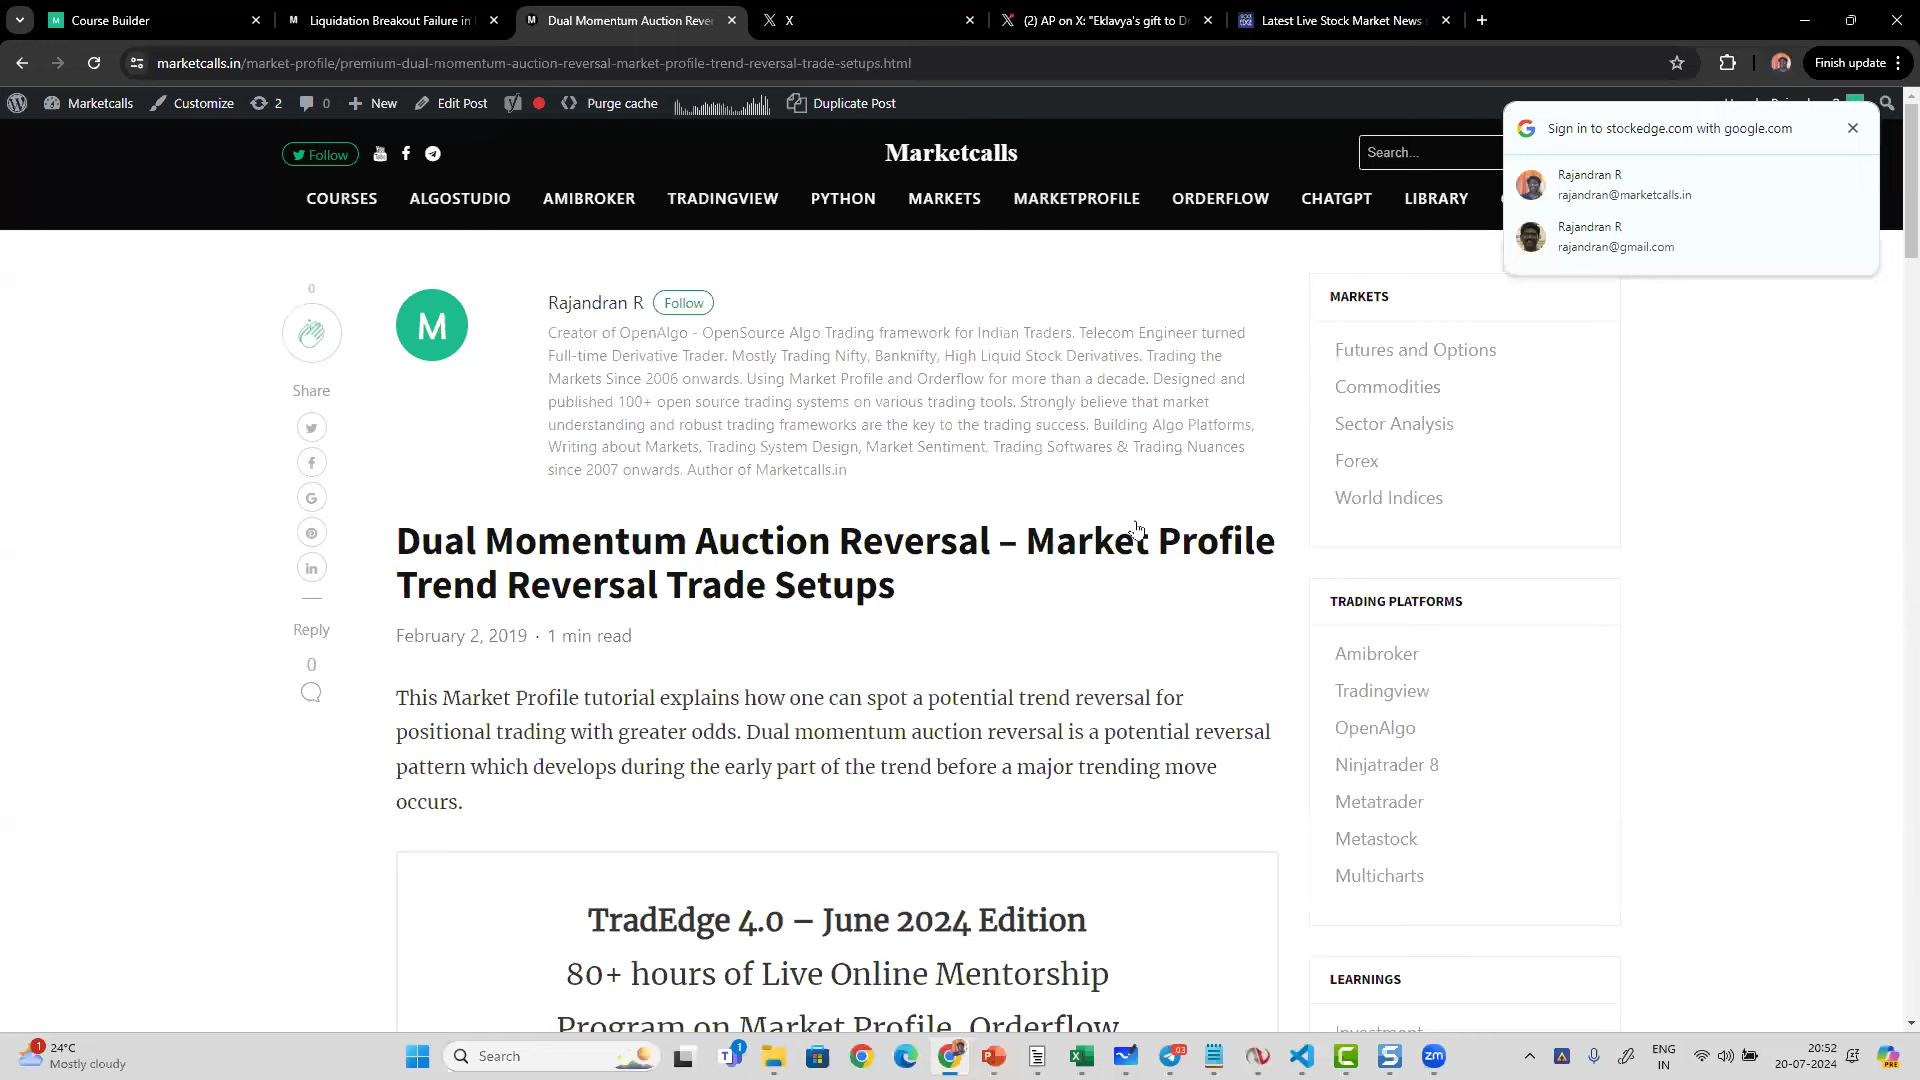 Course Builder
Liquidation Breakout Failure in
Dual Momentum Auction Rever
X
(2) AP on X: "Eklavya's gift to Dr
Latest Live Stock Market News
marketcalls.in/market-profile/premium-dual-momentum-auction-reversal-market-profile-trend-reversal-trade-setups.html
Finish update
Marketcalls
Customize
2
0
New
Edit Post
Purge cache
Duplicate Post
Follow
Marketcalls
Search...
COURSES
ALGOSTUDIO
AMIBROKER
TRADINGVIEW
PYTHON
MARKETS
MARKETPROFILE
ORDERFLOW
CHATGPT
LIBRARY
Sign in to stockedge.com with google.com
Rajandran R
rajandran@marketcalls.in
Rajandran R
rajandran@gmail.com
0
Share
Reply
0
M
Rajandran R
Follow
Creator of OpenAlgo - OpenSource Algo Trading framework for Indian Traders. Telecom Engineer turned
Full-time Derivative Trader. Mostly Trading Nifty, Banknifty, High Liquid Stock Derivatives. Trading the
Markets Since 2006 onwards. Using Market Profile and Orderflow for more than a decade. Designed and
published 100+ open source trading systems on various trading tools. Strongly believe that market
understanding and robust trading frameworks are the key to the trading success. Building Algo Platforms,
Writing about Markets, Trading System Design, Market Sentiment, Trading Softwares & Trading Nuances
since 2007 onwards. Author of Marketcalls.in
Dual Momentum Auction Reversal – Market Profile
Trend Reversal Trade Setups
February 2, 2019 · 1 min read
This Market Profile tutorial explains how one can spot a potential trend reversal for
positional trading with greater odds. Dual momentum auction reversal is a potential reversal
pattern which develops during the early part of the trend before a major trending move
occurs.
TradEdge 4.0 – June 2024 Edition
80+ hours of Live Online Mentorship
Program on Market Profile, Orderflow
MARKETS
Futures and Options
Commodities
Sector Analysis
Forex
World Indices
TRADING PLATFORMS
Amibroker
Tradingview
OpenAlgo
Ninjatrader 8
Metatrader
Metastock
Multicharts
LEARNINGS
Investment
1
24°C
Mostly cloudy
Search
1
03
zm
ENG
IN
20:52
20-07-2024
PRE